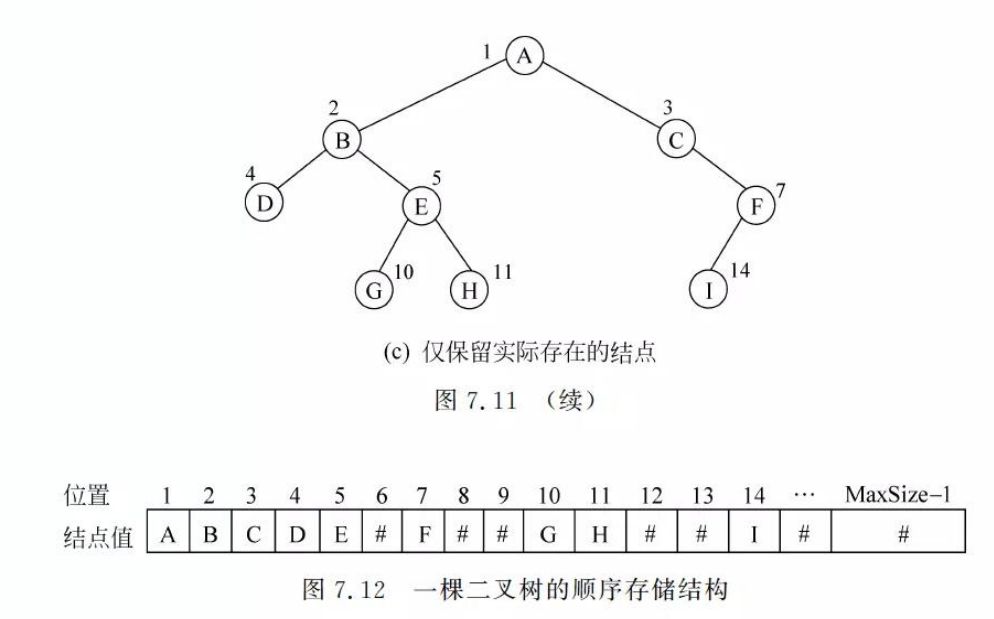 1 A
2 3
B C
4 5 7
D E F
10 11 14
G H I
(c) 仅保留实际存在的结点
图 7.11 (续)
位置 1 2 3 4 5 6 7 8 9 10 11 12 13 14 … MaxSize-1
结点值 A B C D E # F # # G H # # I # #
图 7.12 一棵二叉树的顺序存储结构